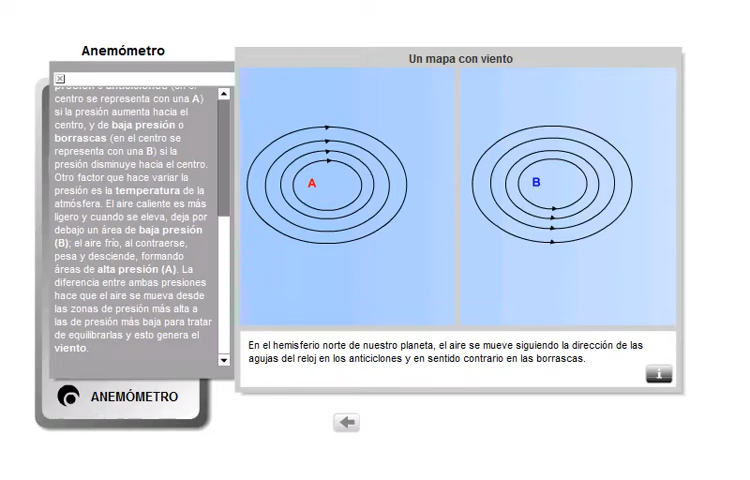 Anemómetro
Un mapa con viento
presión o anticiclones (en el
centro se representa con una A)
si la presión aumenta hacia el
centro, y de baja presión o
borrascas (en el centro se
representa con una B) si la
presión disminuye hacia el centro.
Otro factor que hace variar la
presión es la temperatura de la
atmósfera. El aire caliente es más
ligero y cuando se eleva, deja por
debajo un área de baja presión
(B); el aire frío, al contraerse,
pesa y desciende, formando
áreas de alta presión (A). La
diferencia entre ambas presiones
hace que el aire se mueva desde
las zonas de presión más alta a
las de presión más baja para tratar
de equilibrarlas y esto genera el
viento.
A
B
En el hemisferio norte de nuestro planeta, el aire se mueve siguiendo la dirección de las
agujas del reloj en los anticiclones y en sentido contrario en las borrascas.
i
ANEMÓMETRO